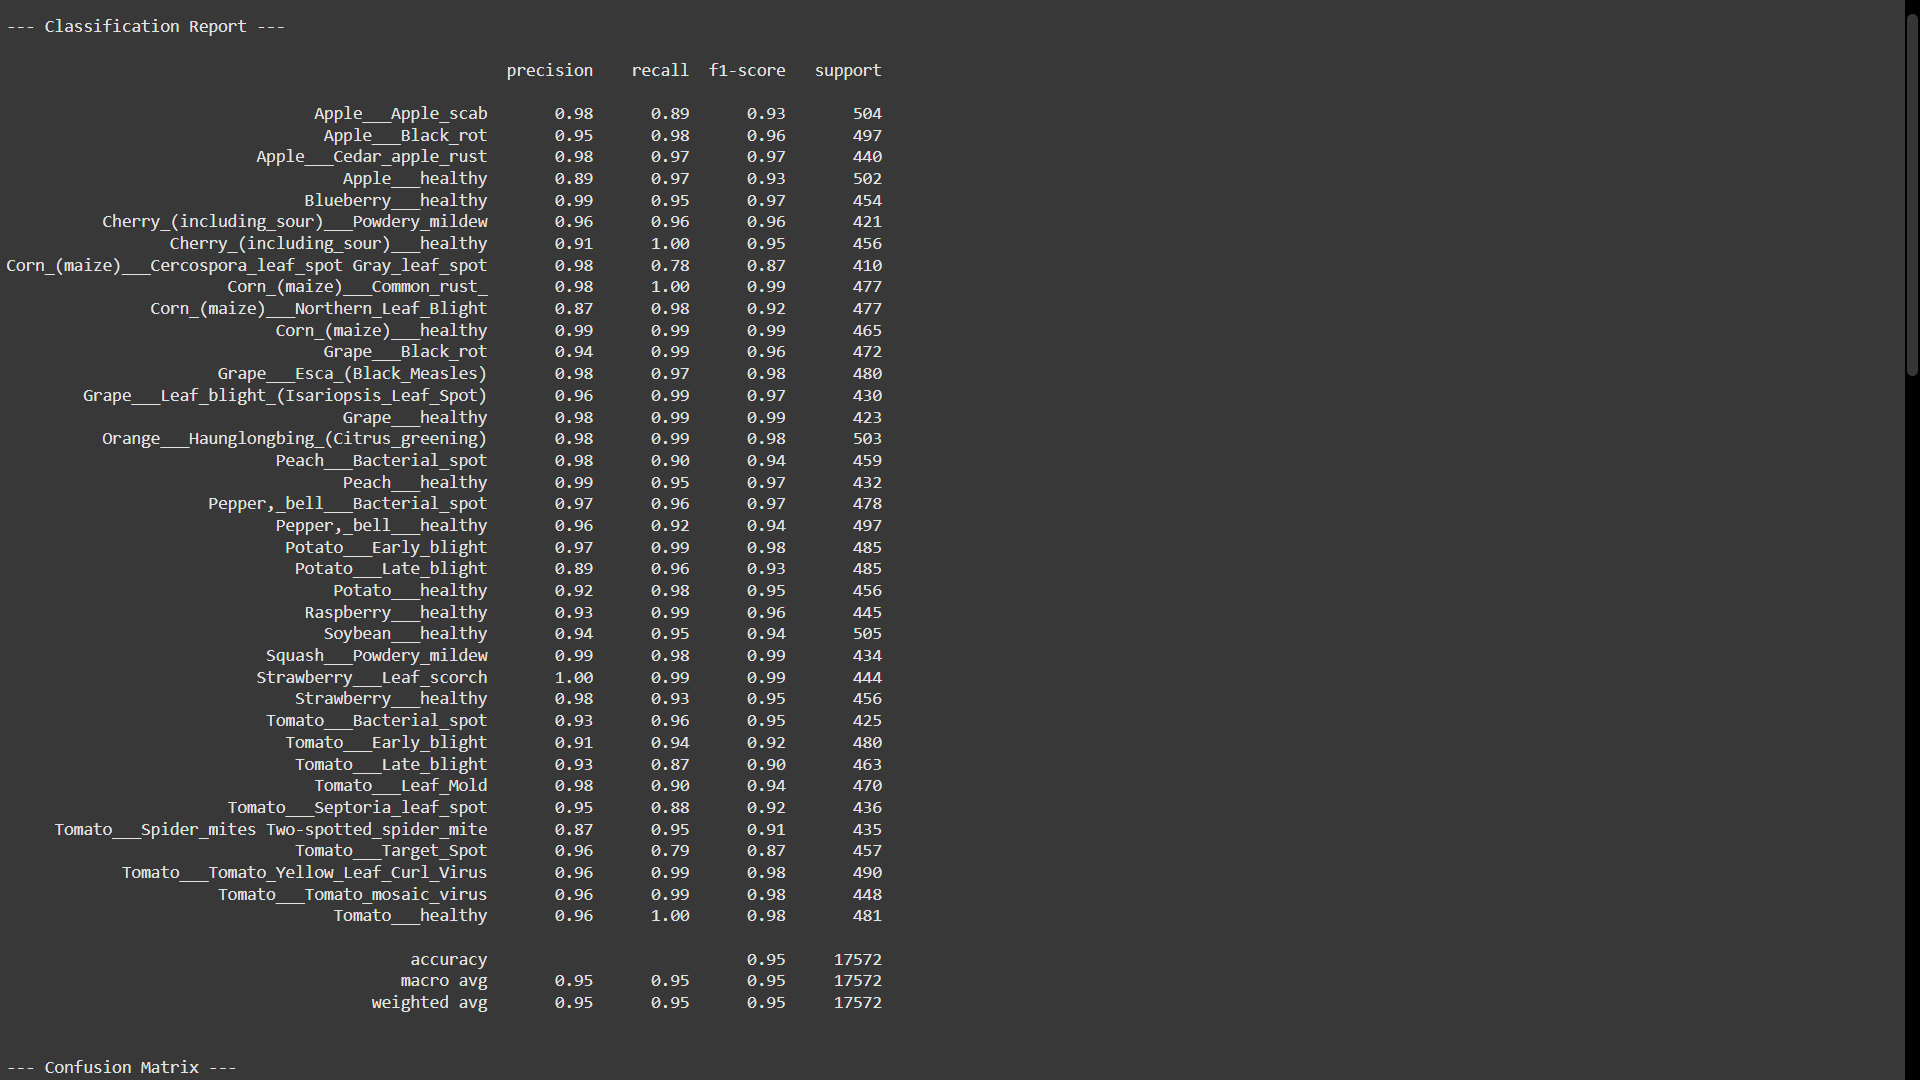 --- Classification Report ---
precision recall f1-score support
Apple___Apple_scab 0.98 0.89 0.93 504
Apple___Black_rot 0.95 0.98 0.96 497
Apple___Cedar_apple_rust 0.98 0.97 0.97 440
Apple___healthy 0.89 0.97 0.93 502
Blueberry___healthy 0.99 0.95 0.97 454
Cherry_(including_sour)___Powdery_mildew 0.96 0.96 0.96 421
Cherry_(including_sour)___healthy 0.91 1.00 0.95 456
Corn_(maize)___Cercospora_leaf_spot Gray_leaf_spot 0.98 0.78 0.87 410
Corn_(maize)___Common_rust_ 0.98 1.00 0.99 477
Corn_(maize)___Northern_Leaf_Blight 0.87 0.98 0.92 477
Corn_(maize)___healthy 0.99 0.99 0.99 465
Grape___Black_rot 0.94 0.99 0.96 472
Grape___Esca_(Black_Measles) 0.98 0.97 0.98 480
Grape___Leaf_blight_(Isariopsis_Leaf_Spot) 0.96 0.99 0.97 430
Grape___healthy 0.98 0.99 0.99 423
Orange___Haunglongbing_(Citrus_greening) 0.98 0.99 0.98 503
Peach___Bacterial_spot 0.98 0.90 0.94 459
Peach___healthy 0.99 0.95 0.97 432
Pepper,_bell___Bacterial_spot 0.97 0.96 0.97 478
Pepper,_bell___healthy 0.96 0.92 0.94 497
Potato___Early_blight 0.97 0.99 0.98 485
Potato___Late_blight 0.89 0.96 0.93 485
Potato___healthy 0.92 0.98 0.95 456
Raspberry___healthy 0.93 0.99 0.96 445
Soybean___healthy 0.94 0.95 0.94 505
Squash___Powdery_mildew 0.99 0.98 0.99 434
Strawberry___Leaf_scorch 1.00 0.99 0.99 444
Strawberry___healthy 0.98 0.93 0.95 456
Tomato___Bacterial_spot 0.93 0.96 0.95 425
Tomato___Early_blight 0.91 0.94 0.92 480
Tomato___Late_blight 0.93 0.87 0.90 463
Tomato___Leaf_Mold 0.98 0.90 0.94 470
Tomato___Septoria_leaf_spot 0.95 0.88 0.92 436
Tomato___Spider_mites Two-spotted_spider_mite 0.87 0.95 0.91 435
Tomato___Target_Spot 0.96 0.79 0.87 457
Tomato___Tomato_Yellow_Leaf_Curl_Virus 0.96 0.99 0.98 490
Tomato___Tomato_mosaic_virus 0.96 0.99 0.98 448
Tomato___healthy 0.96 1.00 0.98 481
accuracy 0.95 17572
macro avg 0.95 0.95 0.95 17572
weighted avg 0.95 0.95 0.95 17572
--- Confusion Matrix ---